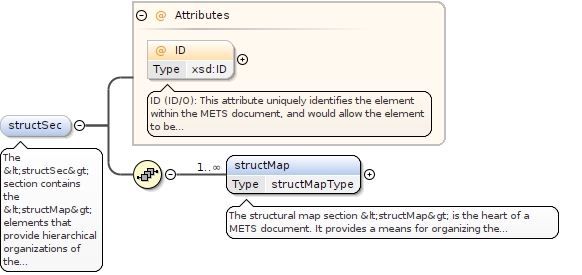 Attributes
ID
Type xsd:ID
ID (ID/O): This attribute uniquely identifies the element
within the METS document, and would allow the element
to be...
structSec
The
&lt;structSec&gt;
section contains
the
&lt;structMap&gt;
elements that
provide hierarchical
organizations of
the...
1..∞
structMap
Type structMapType
The structural map section &lt;structMap&gt; is the heart of a
METS document. It provides a means for organizing the...